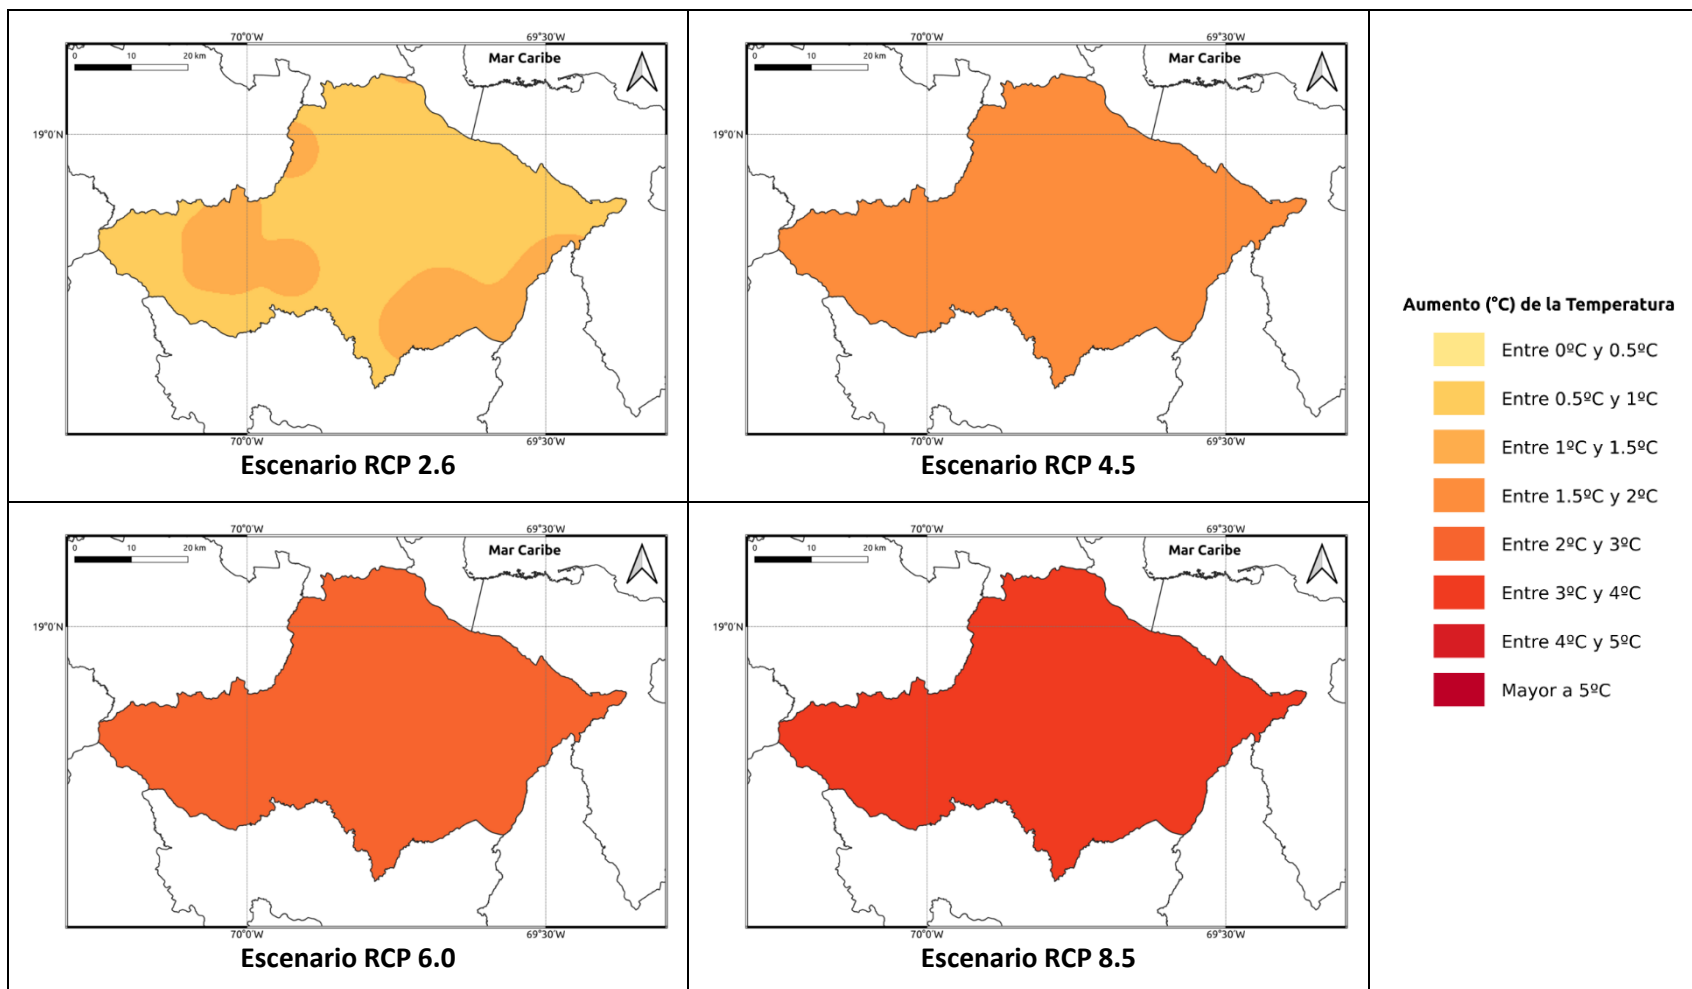 70°0'W 69°30'W
0 10 20 km
Mar Caribe
19°0'N
70°0'W 69°30'W
Escenario RCP 2.6
70°0'W 69°30'W
0 10 20 km
Mar Caribe
19°0'N
70°0'W 69°30'W
Escenario RCP 4.5
70°0'W 69°30'W
0 10 20 km
Mar Caribe
19°0'N
70°0'W 69°30'W
Escenario RCP 6.0
70°0'W 69°30'W
0 10 20 km
Mar Caribe
19°0'N
70°0'W 69°30'W
Escenario RCP 8.5
Aumento (°C) de la Temperatura
Entre 0ºC y 0.5ºC
Entre 0.5ºC y 1ºC
Entre 1ºC y 1.5ºC
Entre 1.5ºC y 2ºC
Entre 2ºC y 3ºC
Entre 3ºC y 4ºC
Entre 4ºC y 5ºC
Mayor a 5ºC